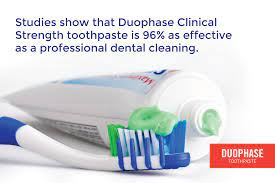 Studies show that Duophase Clinical
Strength toothpaste is 96% as effective
as a professional dental cleaning.
DUOPHASE
TOOTHPASTE